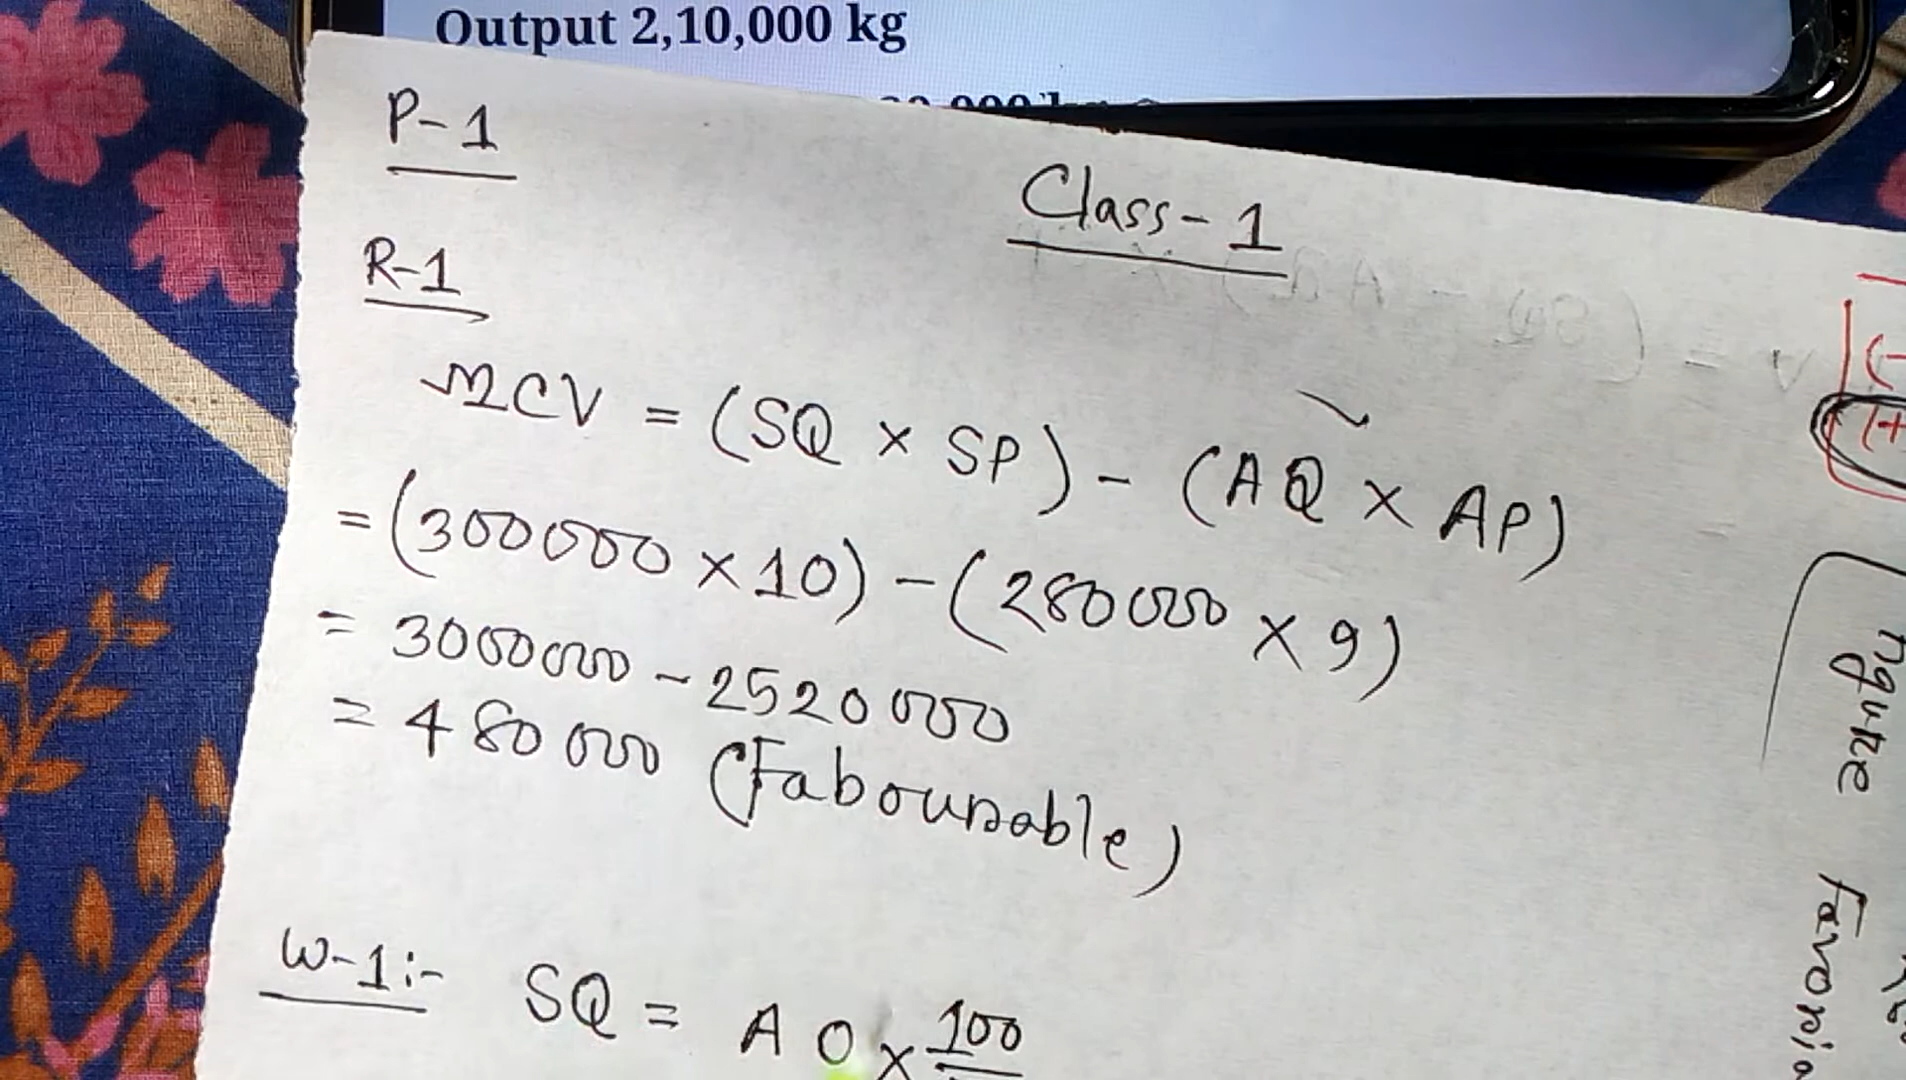 Output 2,10,000 kg
P-1
Class-1
R-1
MCV = (SQ × SP) - (AQ × AP)
= (300000 × 10) - (280000 × 9)
= 3000000 - 2520000
= 480000 (Fabourable)
W-1:- SQ = AO × 100
(-
(+